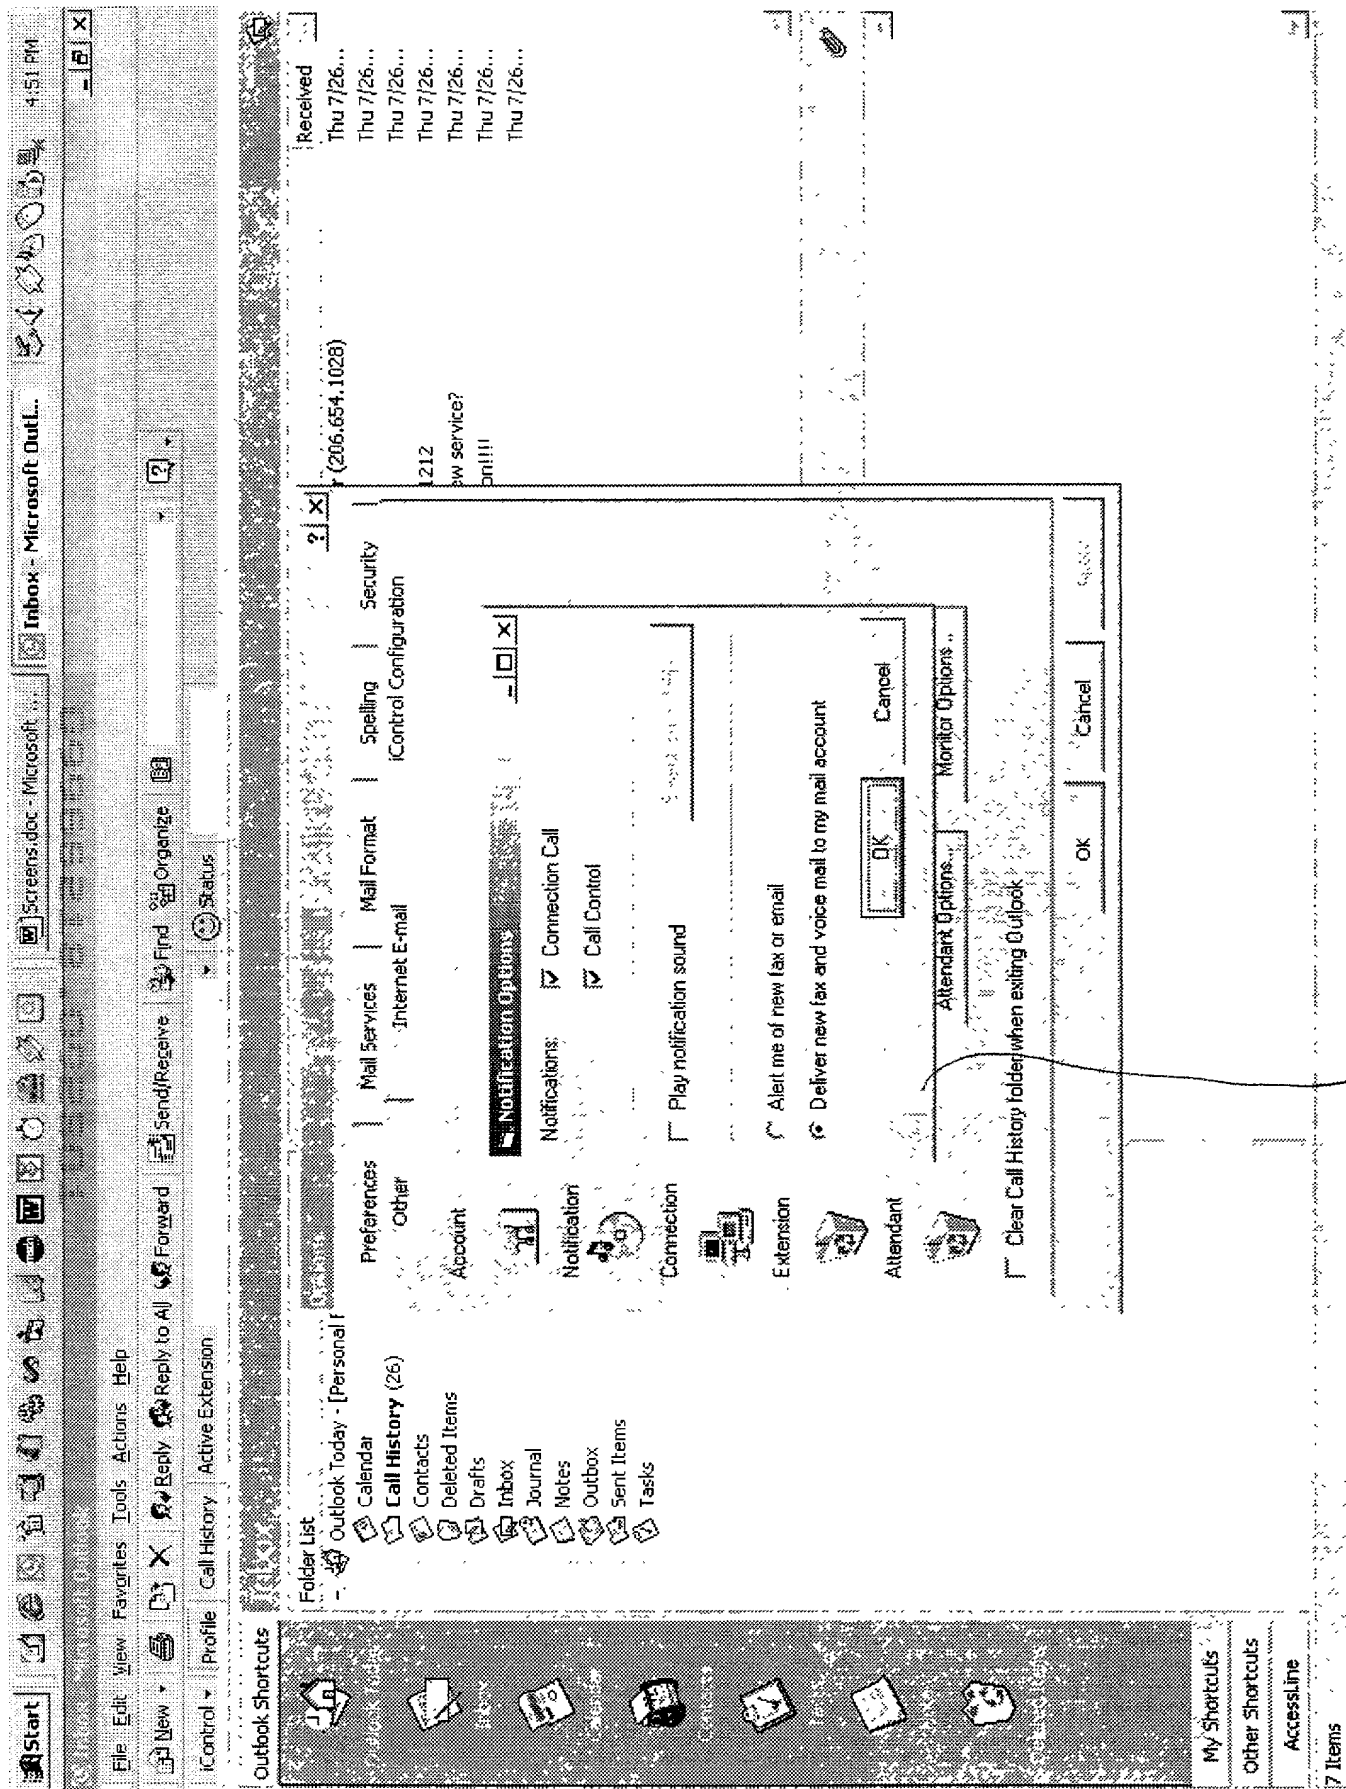 Start
Screens.doc - Microsoft ...
Inbox - Microsoft Outl...
4:51 PM
File Edit View Favorites Tools Actions Help
New Reply Reply to All Forward Send/Receive Find Organize
iControl Profile Call History Active Extension Status
Outlook Shortcuts
My Shortcuts
Other Shortcuts
AccessLine
Folder List
Outlook Today - [Personal F
Calendar
Call History (26)
Contacts
Deleted Items
Drafts
Inbox
Journal
Notes
Outbox
Sent Items
Tasks
Received
r (206.654.1028) Thu 7/26...
Thu 7/26...
Thu 7/26...
1212 Thu 7/26...
ew service? Thu 7/26...
on!!!! Thu 7/26...
Thu 7/26...
Preferences Mail Services Mail Format Spelling Security
Other Internet E-mail iControl Configuration
Account
Notification
Connection
Extension
Attendant
Notification Options
Notifications: Connection Call
Call Control
Play notification sound
Alert me of new fax or email
Deliver new fax and voice mail to my mail account
OK Cancel
Attendant Options... Monitor Options..
Clear Call History folder when exiting Outlook
OK Cancel
7 Items